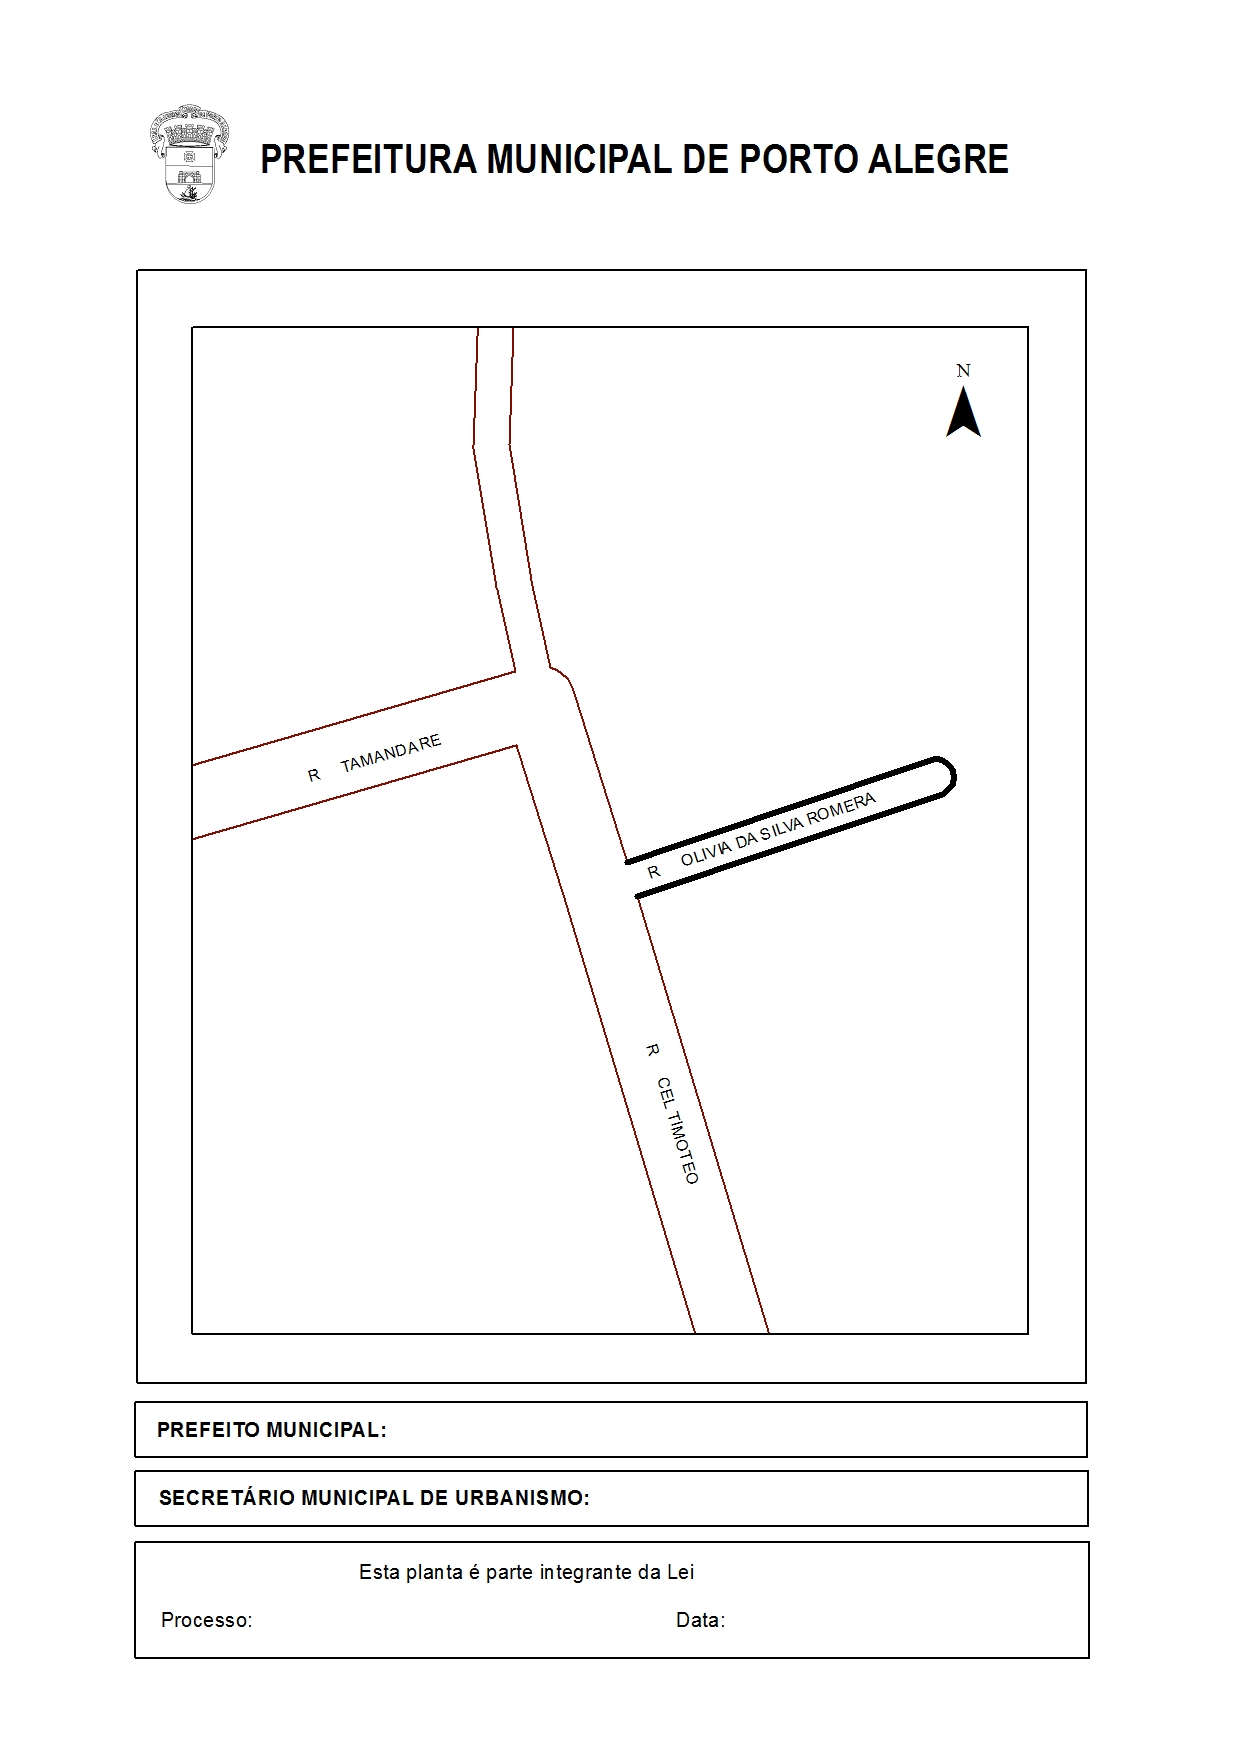 PREFEITURA MUNICIPAL DE PORTO ALEGRE
N
R TAMANDARE
R OLIVIA DA SILVA ROMERA
R CEL TIMOTEO
PREFEITO MUNICIPAL:
SECRETÁRIO MUNICIPAL DE URBANISMO:
Esta planta é parte integrante da Lei
Processo: Data: